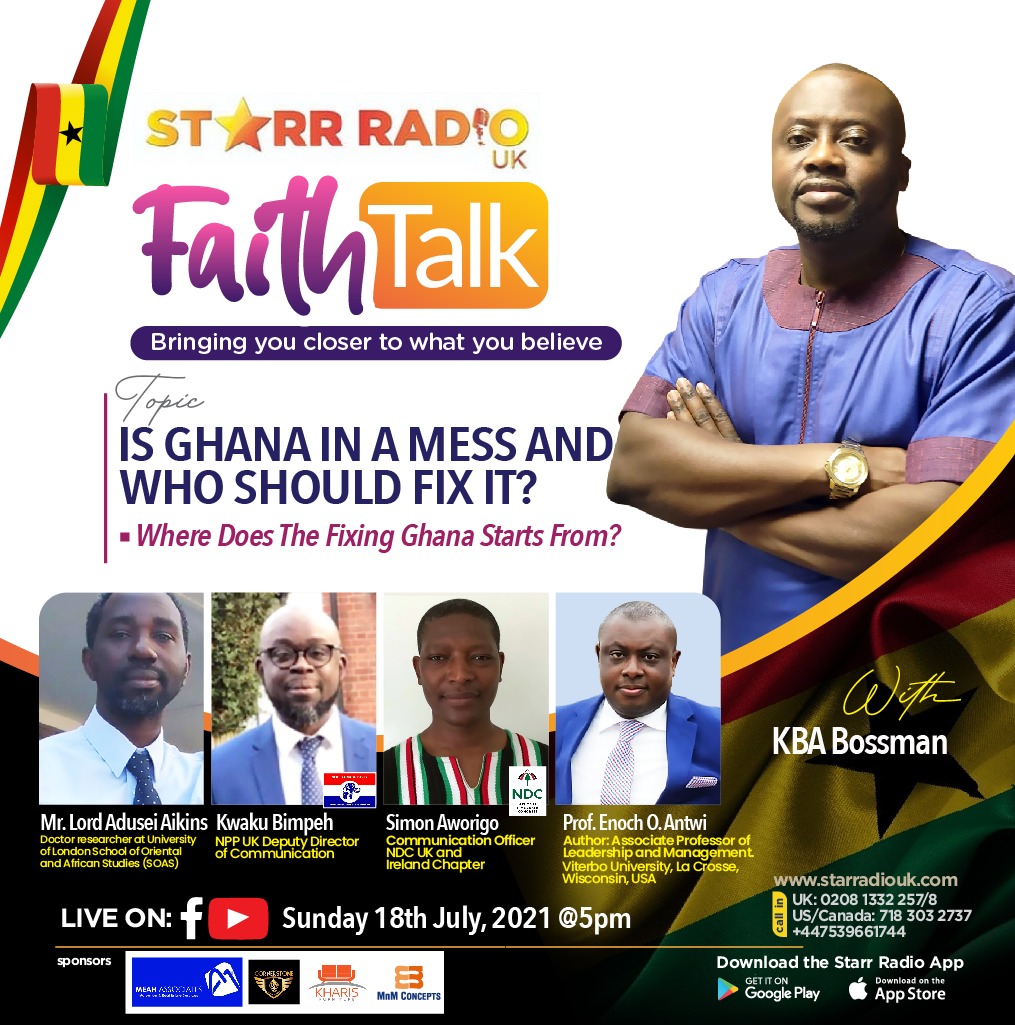 STARR RADIO
UK
Faith Talk
Bringing you closer to what you believe
Topic
IS GHANA IN A MESS AND
WHO SHOULD FIX IT?
▪ Where Does The Fixing Ghana Starts From?
With
KBA Bossman
NDC
Mr. Lord Adusei Aikins
Doctor researcher at University
of London School of Oriental
and African Studies (SOAS)
Kwaku Bimpeh
NPP UK Deputy Director
of Communication
Simon Aworigo
Communication Officer
NDC UK and
Ireland Chapter
Prof. Enoch O. Antwi
Author: Associate Professor of
Leadership and Management.
Viterbo University, La Crosse,
Wisconsin, USA
www.starradiouk.com
call in
UK: 0208 1332 257/8
US/Canada: 718 303 2737
+447539661744
LIVE ON: f Sunday 18th July, 2021 @5pm
sponsors
MEAH ASSOCIATES
CORNERSTONE
KHARIS
FURNITURE
MnM CONCEPTS
Download the Starr Radio App
GET IT ON
Google Play
Download on the
App Store